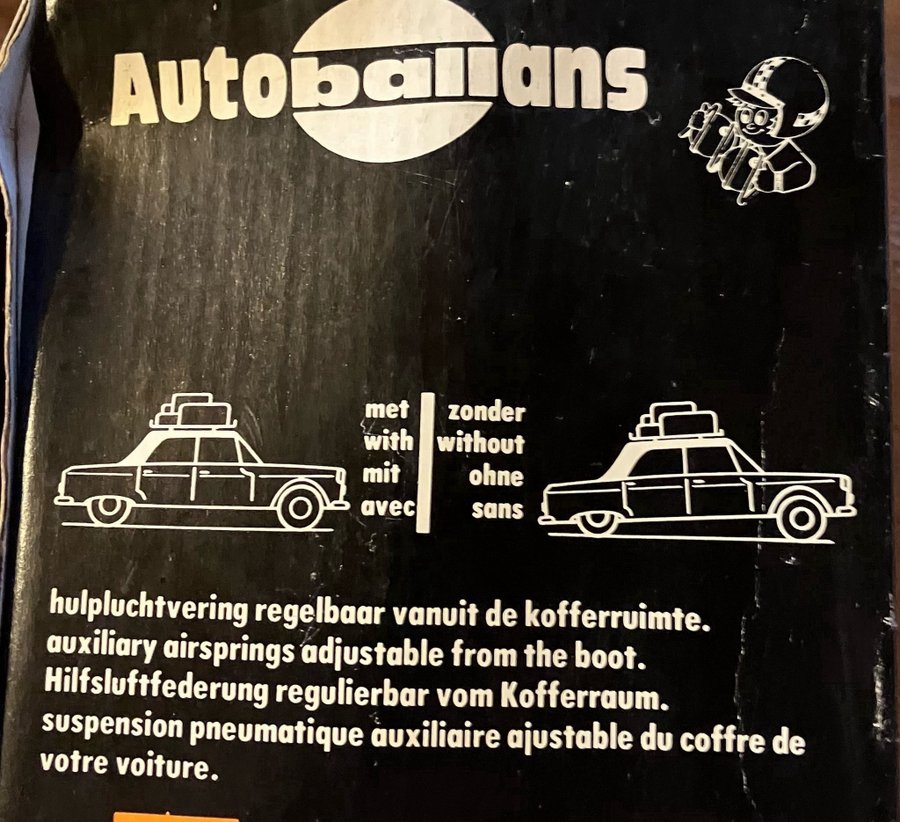 Autoballans
met zonder
with without
mit ohne
avec sans
hulpluchtvering regelbaar vanuit de kofferruimte.
auxiliary airsprings adjustable from the boot.
Hilfsluftfederung regulierbar vom Kofferraum.
suspension pneumatique auxiliaire ajustable du coffre de
votre voiture.